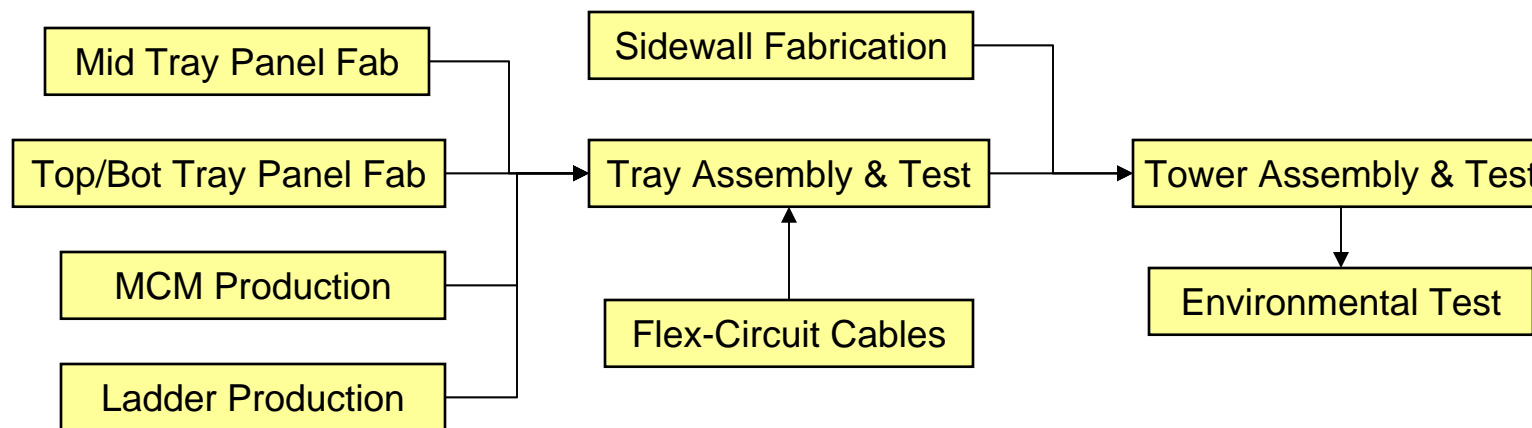 Mid Tray Panel Fab
Sidewall Fabrication
Top/Bot Tray Panel Fab
Tray Assembly & Test
Tower Assembly & Test
MCM Production
Environmental Test
Flex-Circuit Cables
Ladder Production